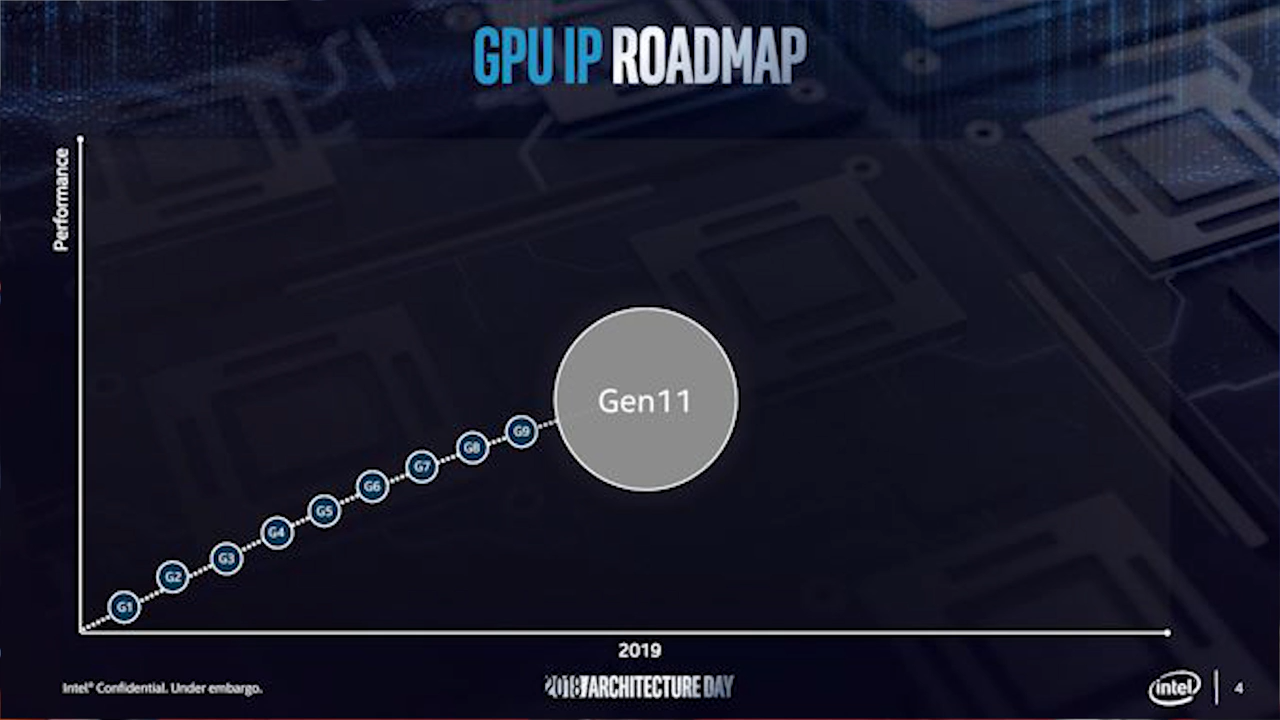 GPU IP ROADMAP
Performance
Gen11
G9
G8
G7
G6
G5
G4
G3
G2
G1
2019
Intel® Confidential. Under embargo.
2018 ARCHITECTURE DAY
intel
4